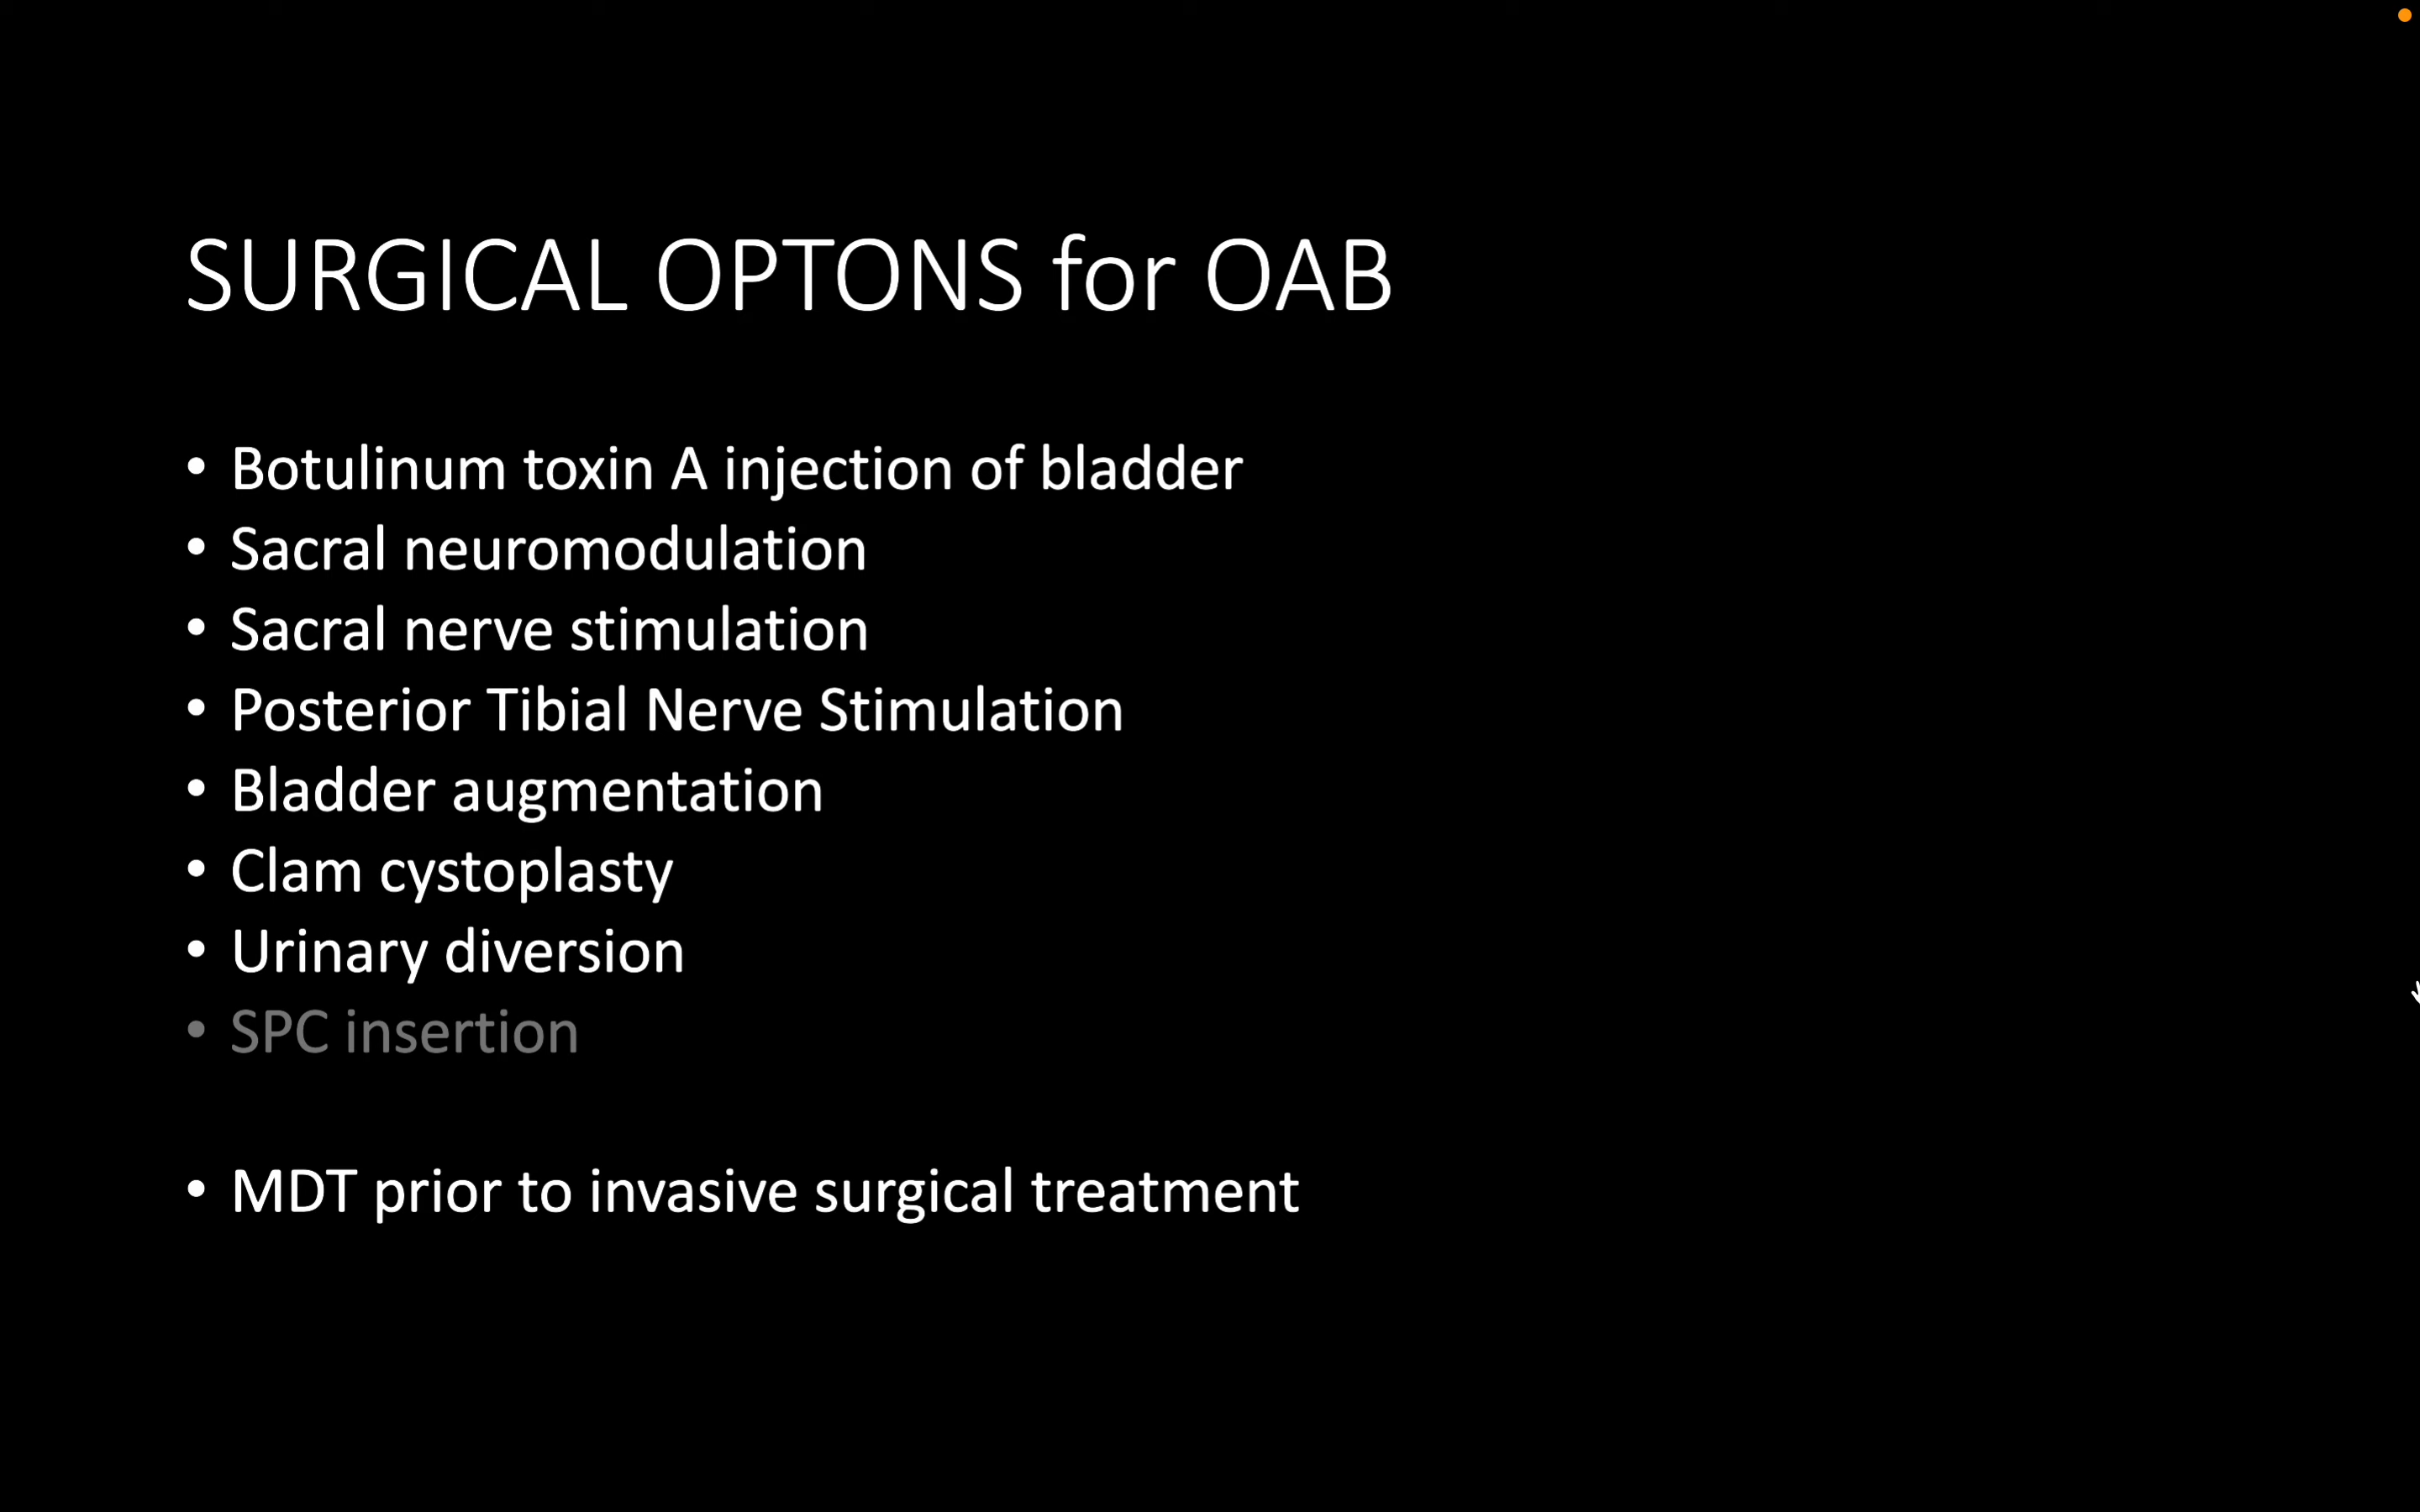 SURGICAL OPTONS for OAB
• Botulinum toxin A injection of bladder
• Sacral neuromodulation
• Sacral nerve stimulation
• Posterior Tibial Nerve Stimulation
• Bladder augmentation
• Clam cystoplasty
• Urinary diversion
• SPC insertion
• MDT prior to invasive surgical treatment